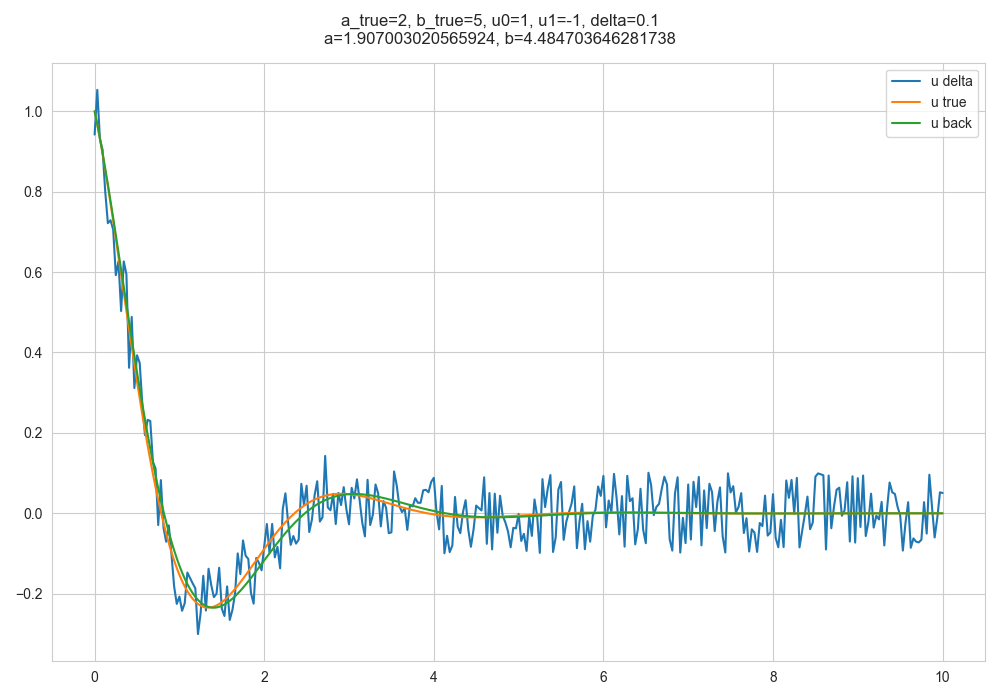 a_true=2, b_true=5, u0=1, u1=-1, delta=0.1
a=1.907003020565924, b=4.484703646281738
u delta
u true
u back
1.0
0.8
0.6
0.4
0.2
0.0
−0.2
0
2
4
6
8
10